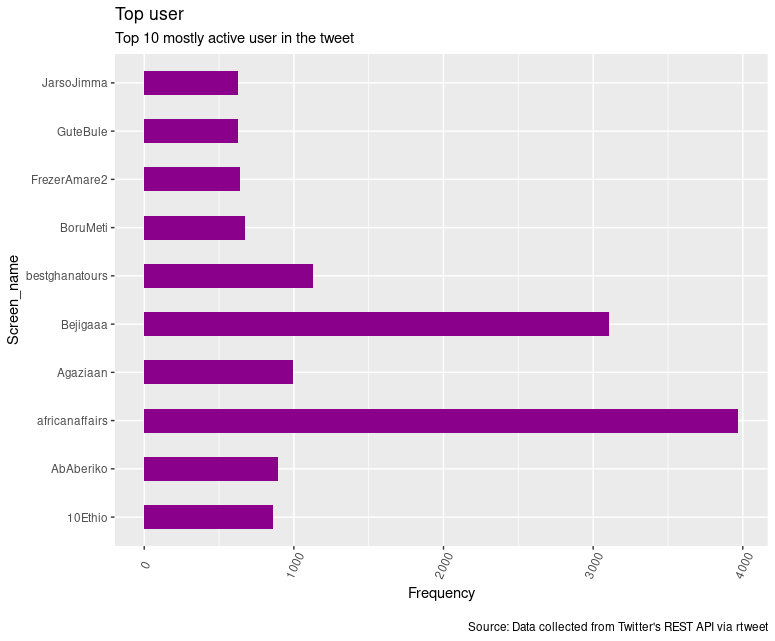 Top user
Top 10 mostly active user in the tweet
Screen_name
JarsoJimma
GuteBule
FrezerAmare2
BoruMeti
bestghanatours
Bejigaaa
Agaziaan
africanaffairs
AbAberiko
10Ethio
0 1000 2000 3000 4000
Frequency
Source: Data collected from Twitter's REST API via rtweet